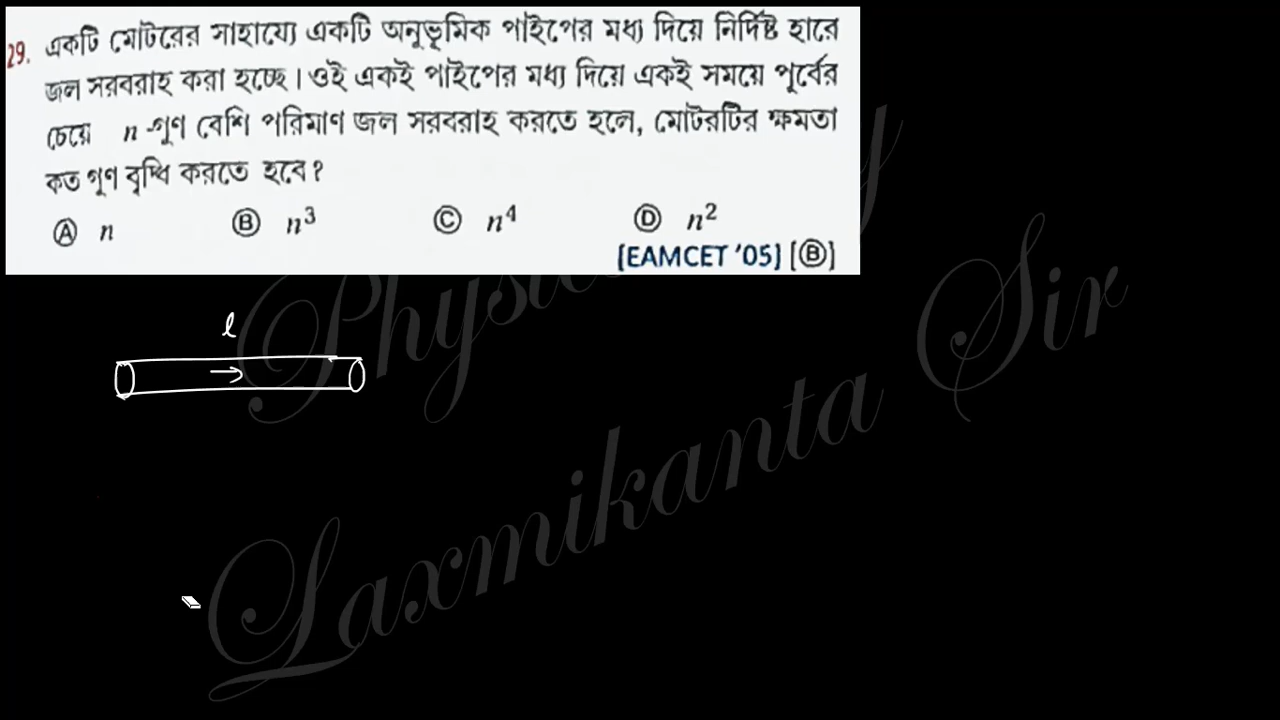 29. একটি মোটরের সাহায্যে একটি অনুভূমিক পাইপের মধ্য দিয়ে নির্দিষ্ট হারে
জল সরবরাহ করা হচ্ছে। ওই একই পাইপের মধ্য দিয়ে একই সময়ে পূর্বের
চেয়ে n -গুণ বেশি পরিমাণ জল সরবরাহ করতে হলে, মোটরটির ক্ষমতা
কত গুণ বৃদ্ধি করতে হবে?
Ⓐ n Ⓑ n³ Ⓒ n⁴ Ⓓ n²
[EAMCET '05] [Ⓑ]
Physics
l
Laxmikanta Sir